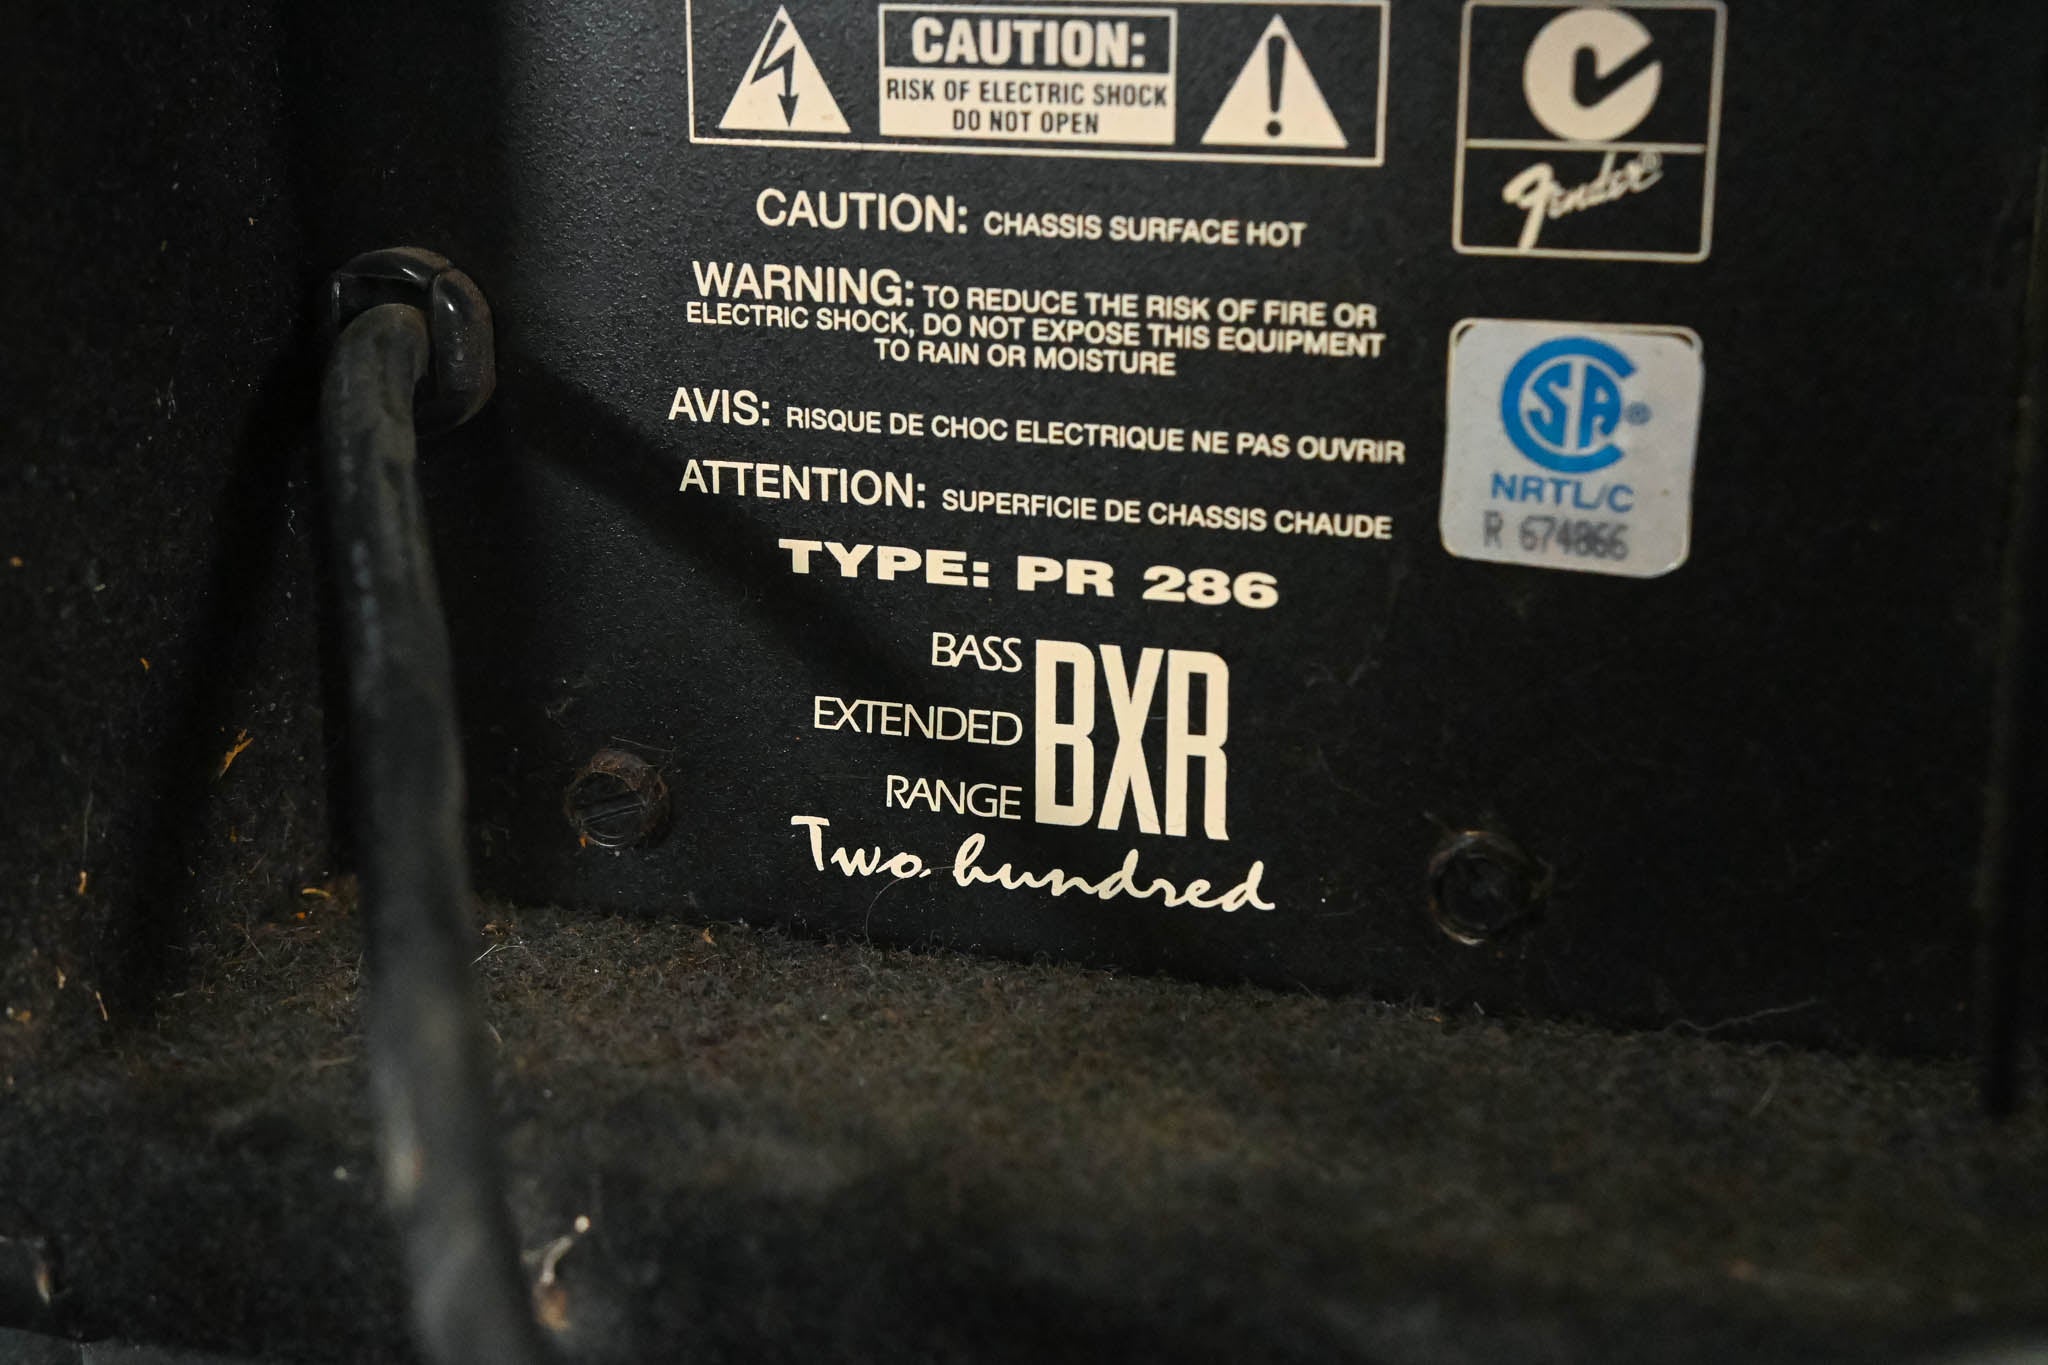 CAUTION:
RISK OF ELECTRIC SHOCK
DO NOT OPEN
Fender®
CAUTION: CHASSIS SURFACE HOT
WARNING: TO REDUCE THE RISK OF FIRE OR
ELECTRIC SHOCK, DO NOT EXPOSE THIS EQUIPMENT
TO RAIN OR MOISTURE
AVIS: RISQUE DE CHOC ELECTRIQUE NE PAS OUVRIR
ATTENTION: SUPERFICIE DE CHASSIS CHAUDE
SA®
NRTL/C
R 674866
TYPE: PR 286
BASS
EXTENDED
RANGE
BXR
Two hundred